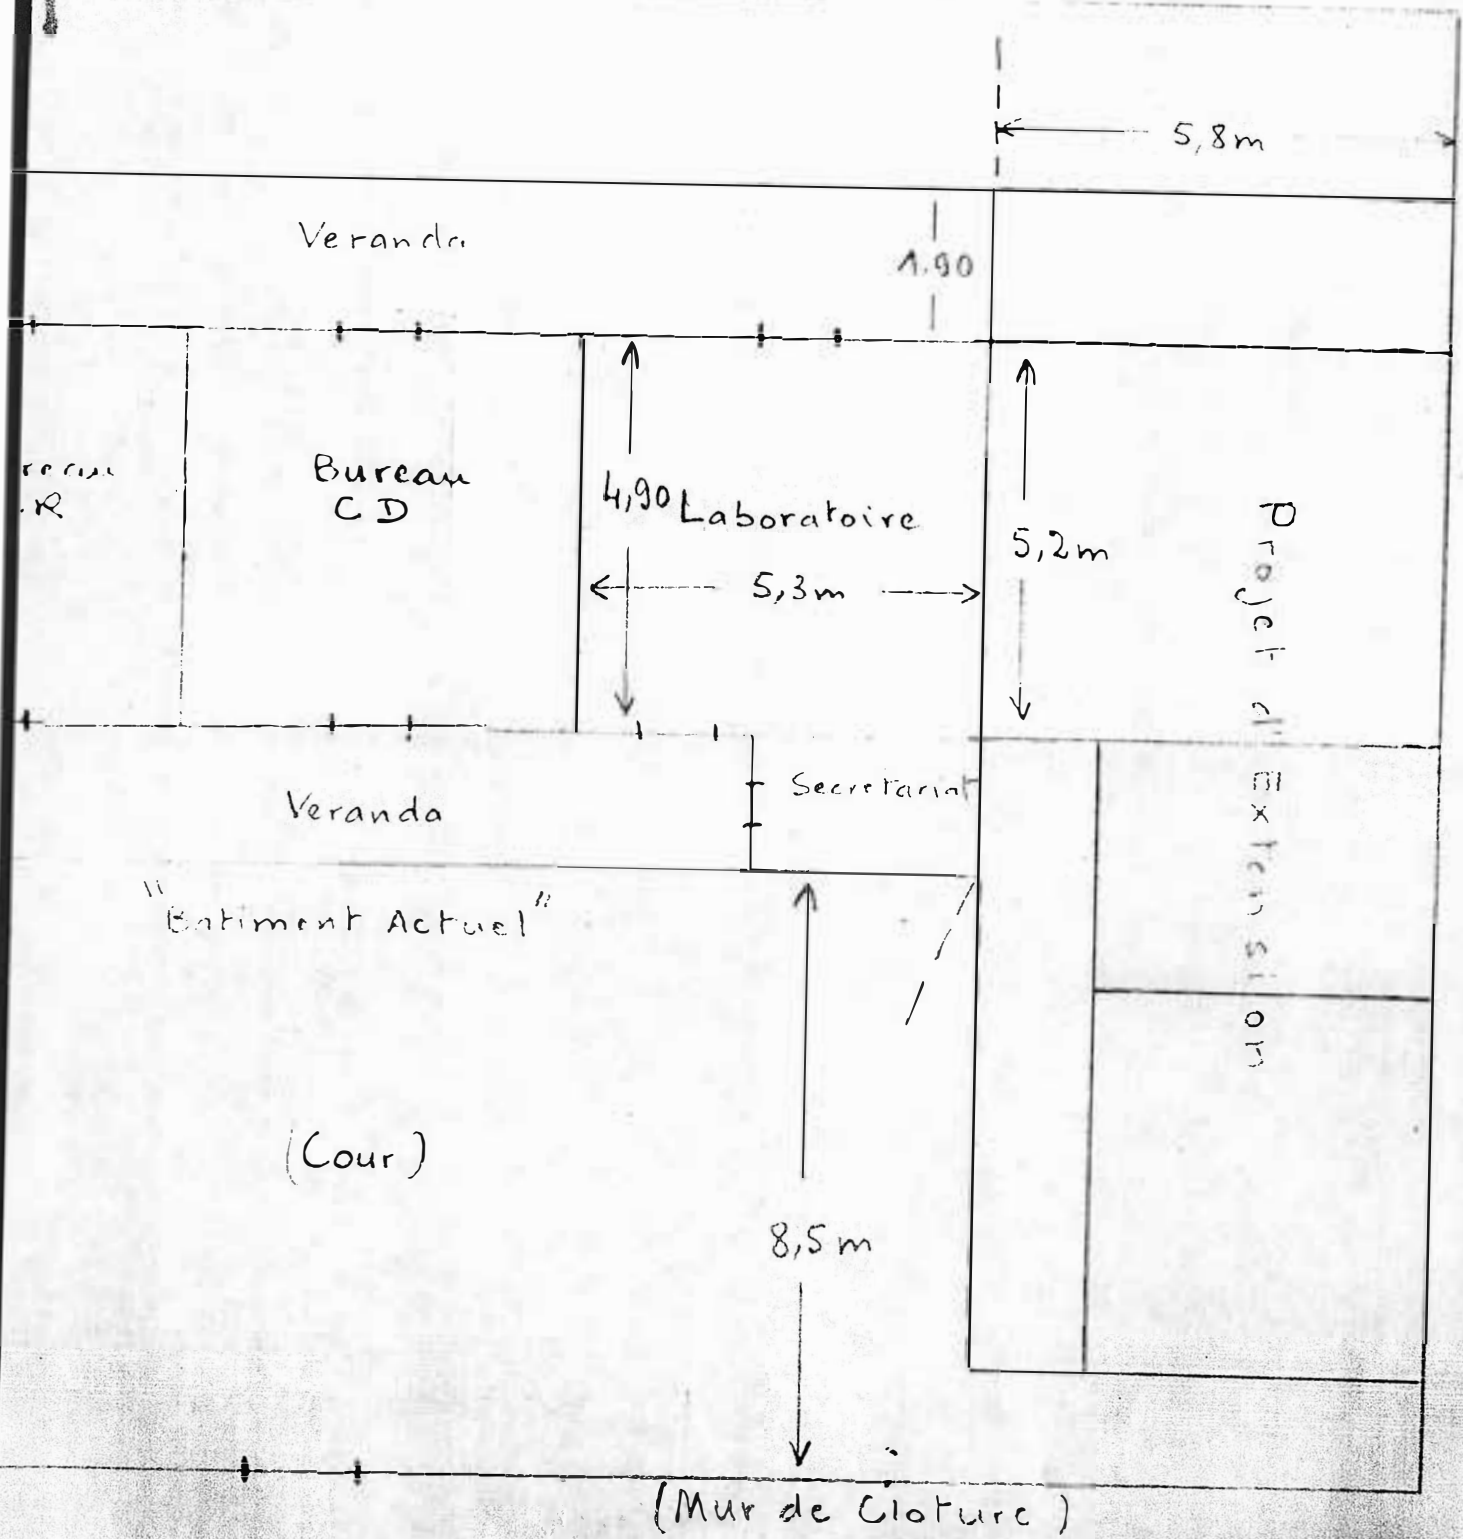 5,8m
Veranda
1.90
Bureau
CD
.R
4,90
Laboratoire
5,3m
5,2m
Project d'Extension
Secretariat
Veranda
"Batiment Actuel"
(Cour)
8,5m
(Mur de Cloture)